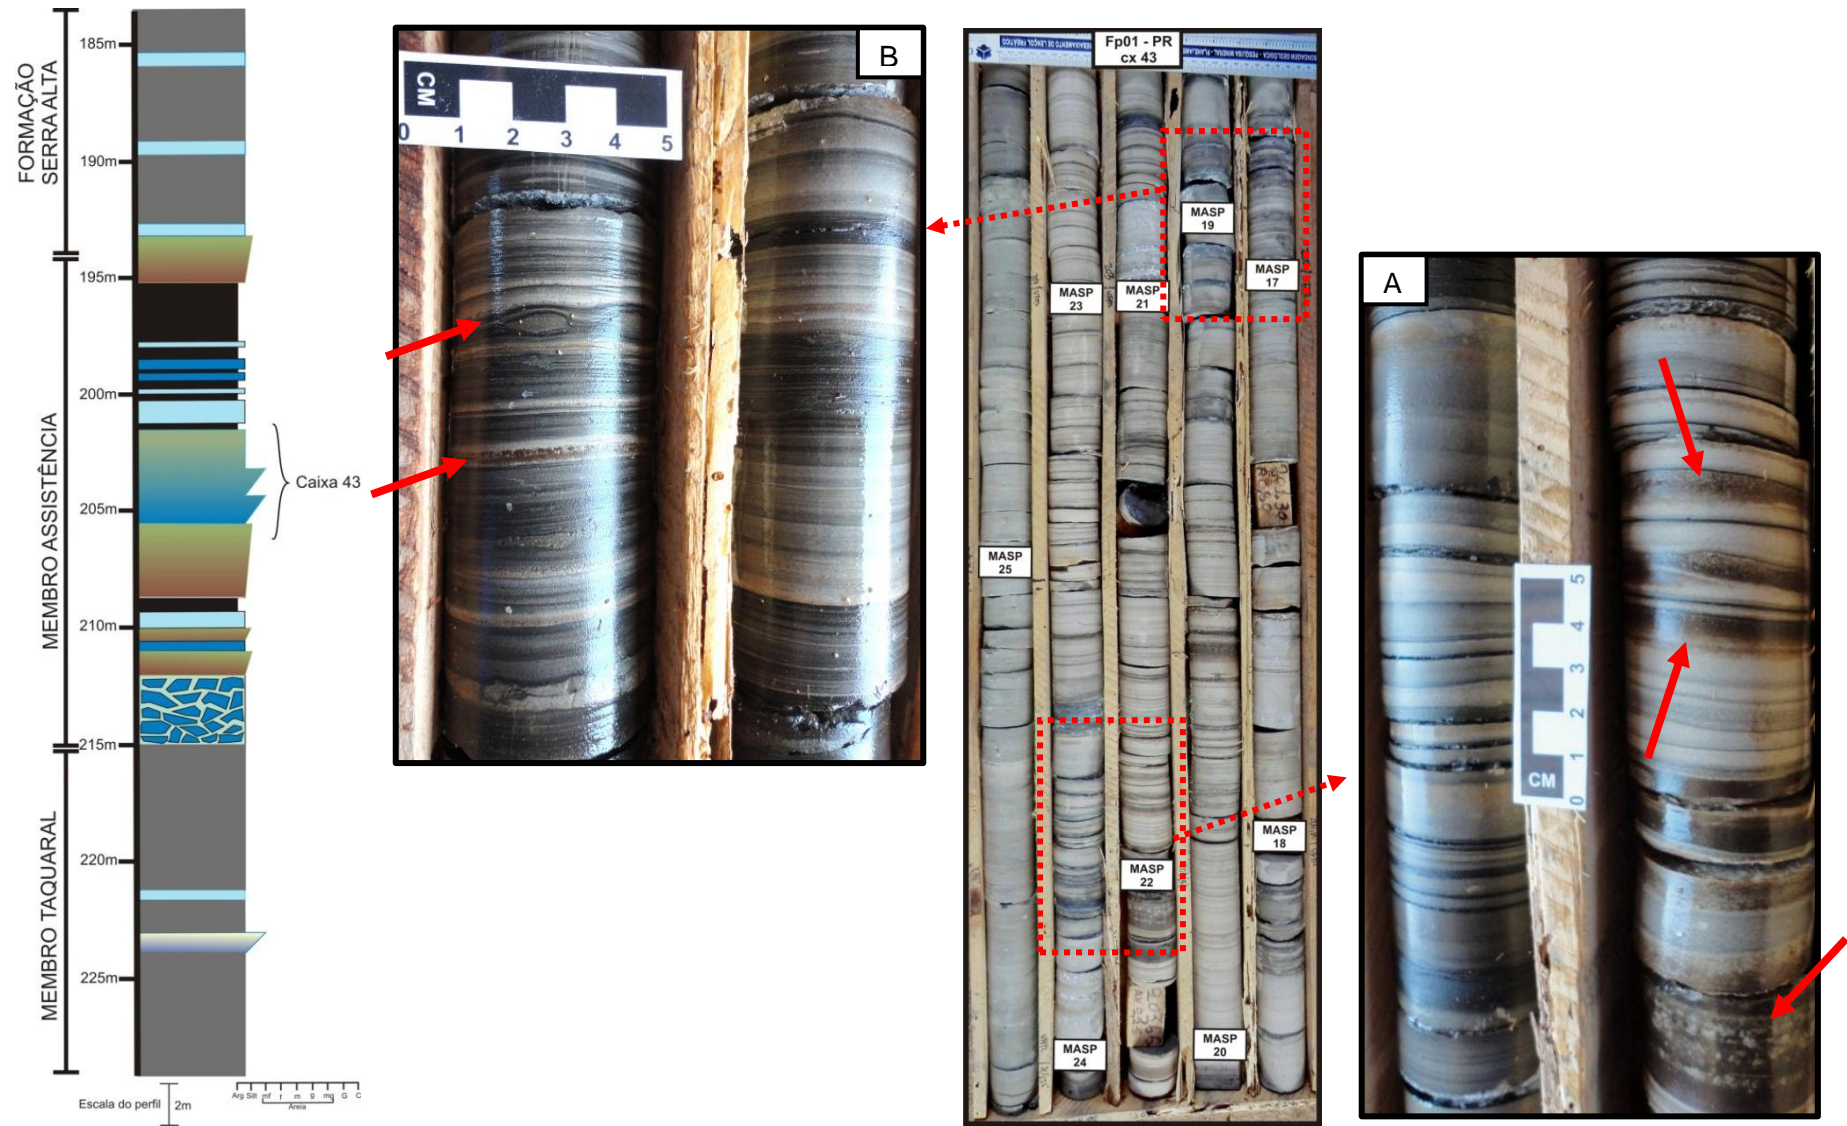 FORMAÇÃO
SERRA ALTA
MEMBRO ASSISTÊNCIA
MEMBRO TAQUARAL
185m
190m
195m
200m
205m
210m
215m
220m
225m
Caixa 43
Escala do perfil
2m
Arg Silt mf f m g mg G C
Areia
B
CM
0 1 2 3 4 5
Fp01 - PR
cx 43
MASP
19
MASP
17
MASP
23
MASP
21
MASP
25
MASP
18
MASP
22
MASP
24
MASP
20
A
5
4
3
2
1
0
CM